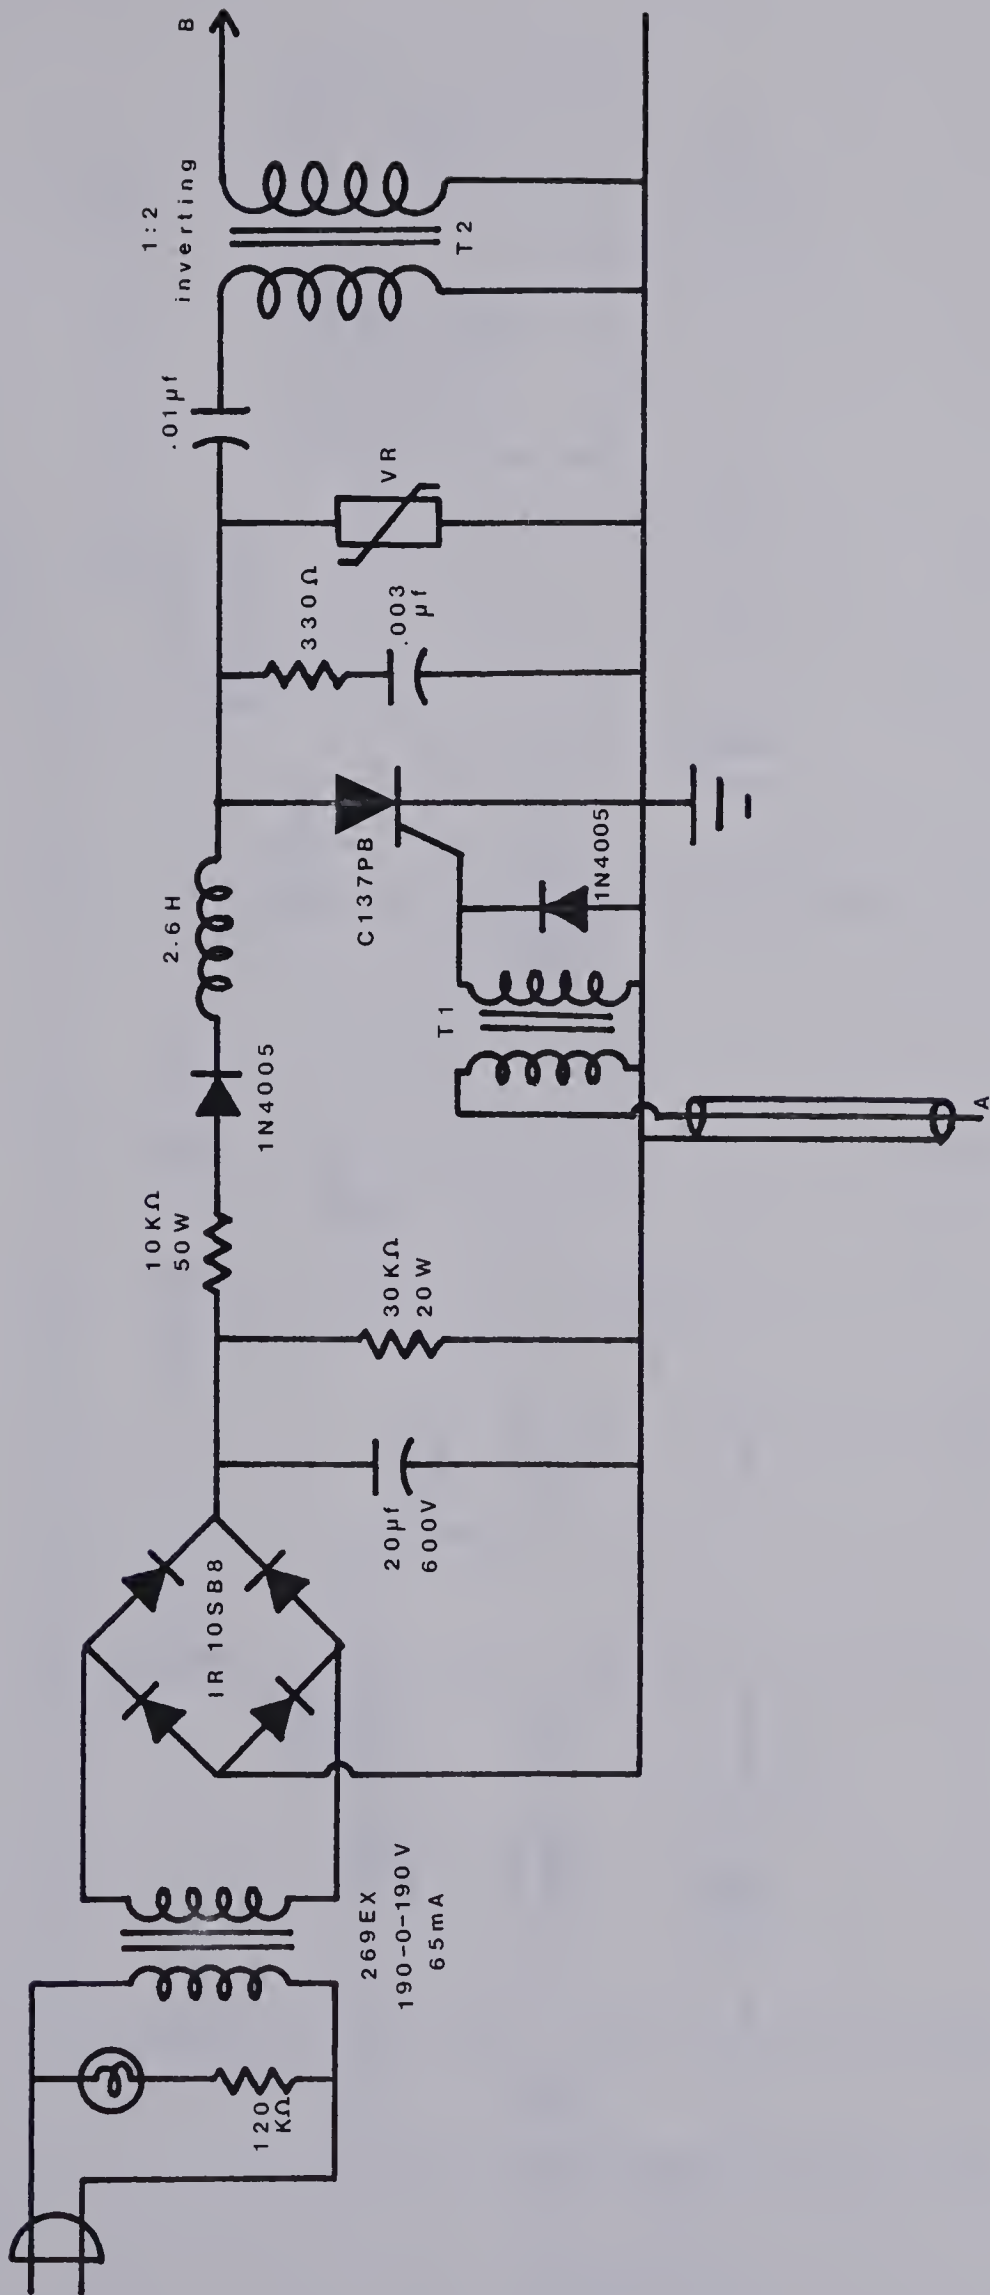 120
KΩ
269EX
190-0-190V
65mA
IR 10SB8
20µf
600V
30KΩ
20W
10KΩ
50W
1N4005
2.6H
T1
1N4005
C137PB
330Ω
.003
µf
VR
.01µf
1:2
inverting
T2
A
B